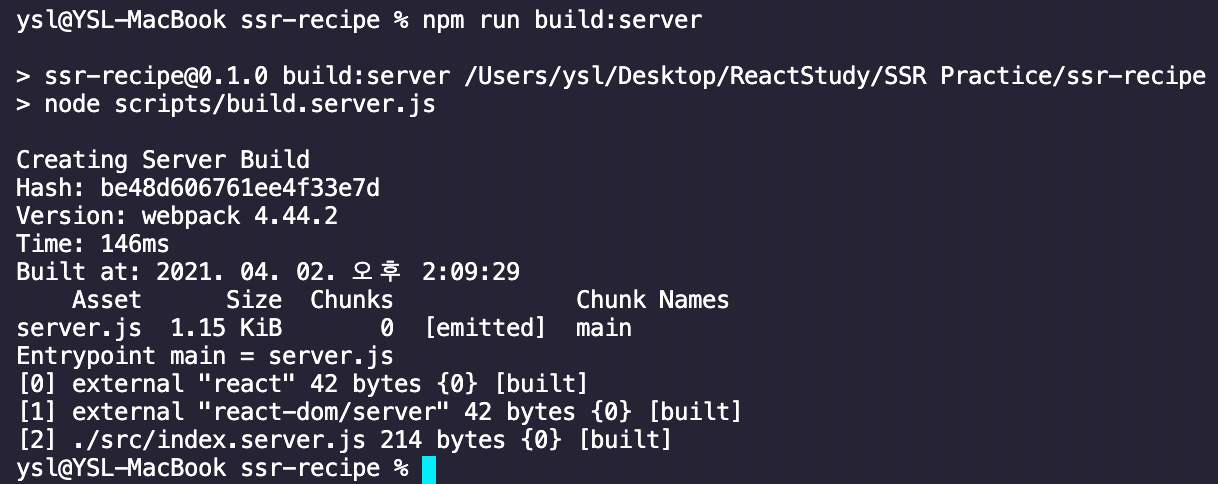 ysl@YSL-MacBook ssr-recipe % npm run build:server
> ssr-recipe@0.1.0 build:server /Users/ysl/Desktop/ReactStudy/SSR Practice/ssr-recipe
> node scripts/build.server.js
Creating Server Build
Hash: be48d606761ee4f33e7d
Version: webpack 4.44.2
Time: 146ms
Built at: 2021. 04. 02. 오후 2:09:29
    Asset      Size  Chunks             Chunk Names
server.js  1.15 KiB       0  [emitted]  main
Entrypoint main = server.js
[0] external "react" 42 bytes {0} [built]
[1] external "react-dom/server" 42 bytes {0} [built]
[2] ./src/index.server.js 214 bytes {0} [built]
ysl@YSL-MacBook ssr-recipe %